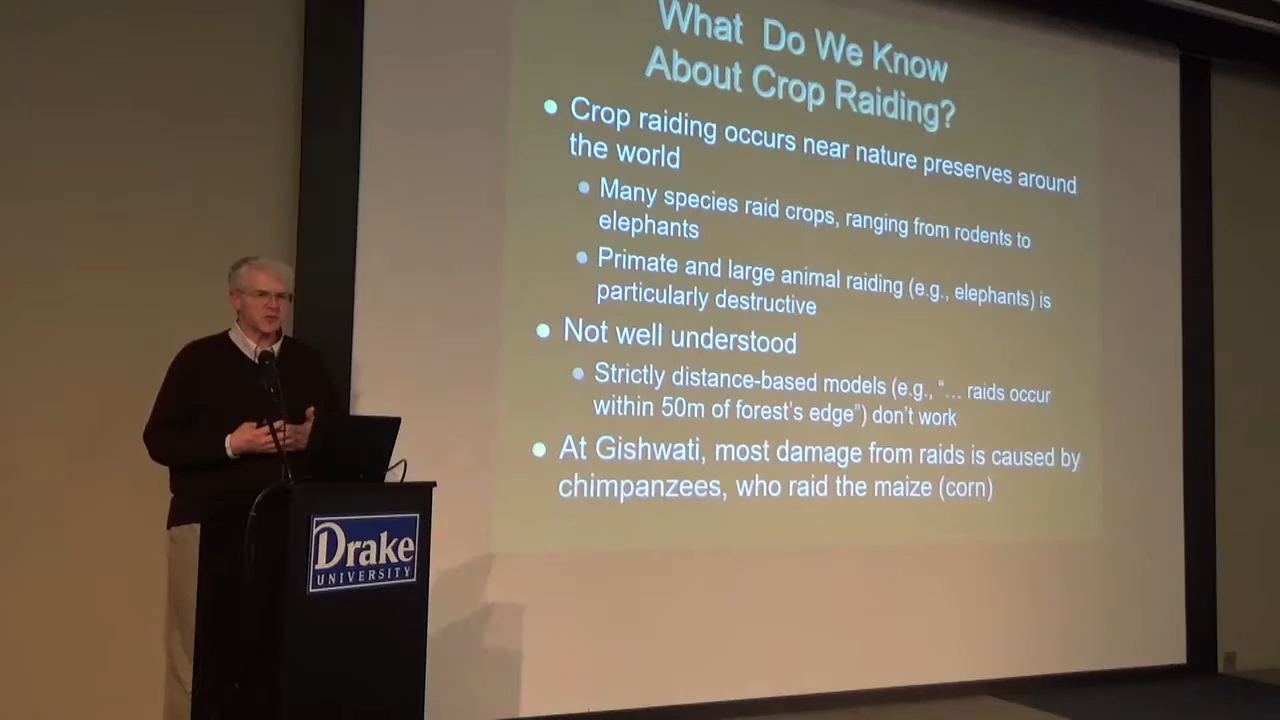 What Do We Know
About Crop Raiding?
• Crop raiding occurs near nature preserves around
the world
• Many species raid crops, ranging from rodents to
elephants
• Primate and large animal raiding (e.g., elephants) is
particularly destructive
• Not well understood
• Strictly distance-based models (e.g., “... raids occur
within 50m of forest’s edge”) don’t work
• At Gishwati, most damage from raids is caused by
chimpanzees, who raid the maize (corn)
Drake
UNIVERSITY